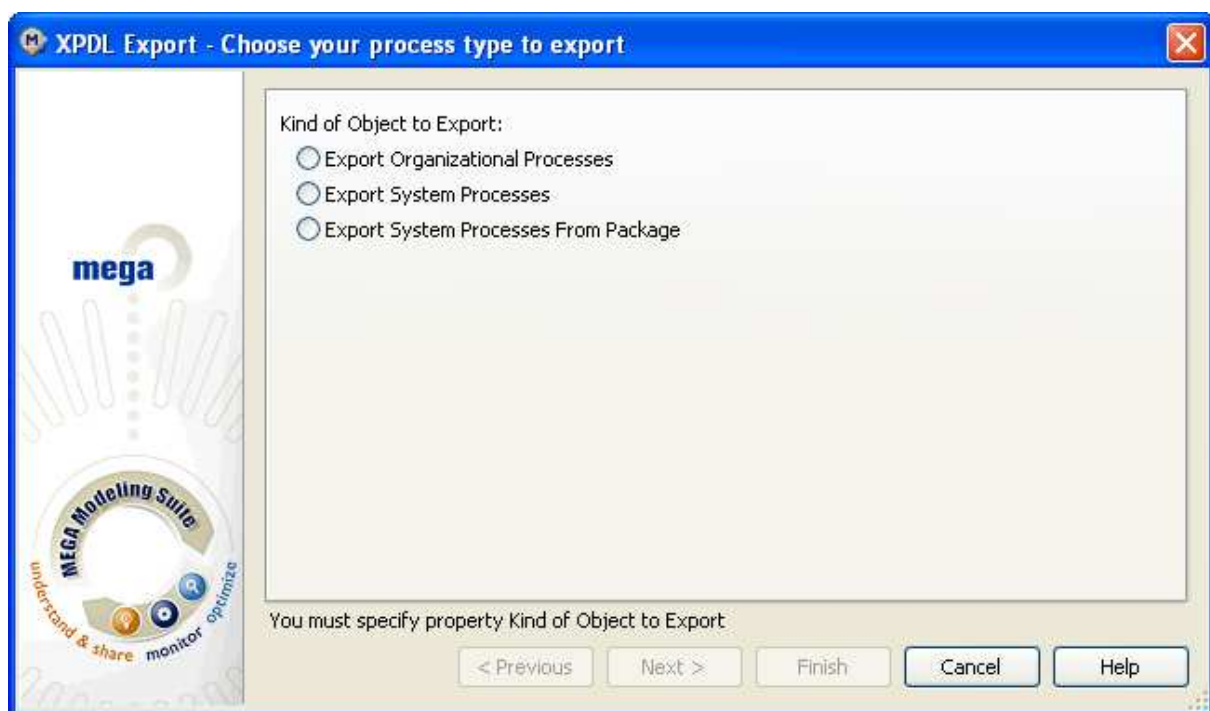 XPDL Export - Choose your process type to export
Kind of Object to Export:
Export Organizational Processes
Export System Processes
Export System Processes From Package
mega
MEGA Modeling Suite
understand & share monitor optimize
You must specify property Kind of Object to Export
< Previous
Next >
Finish
Cancel
Help